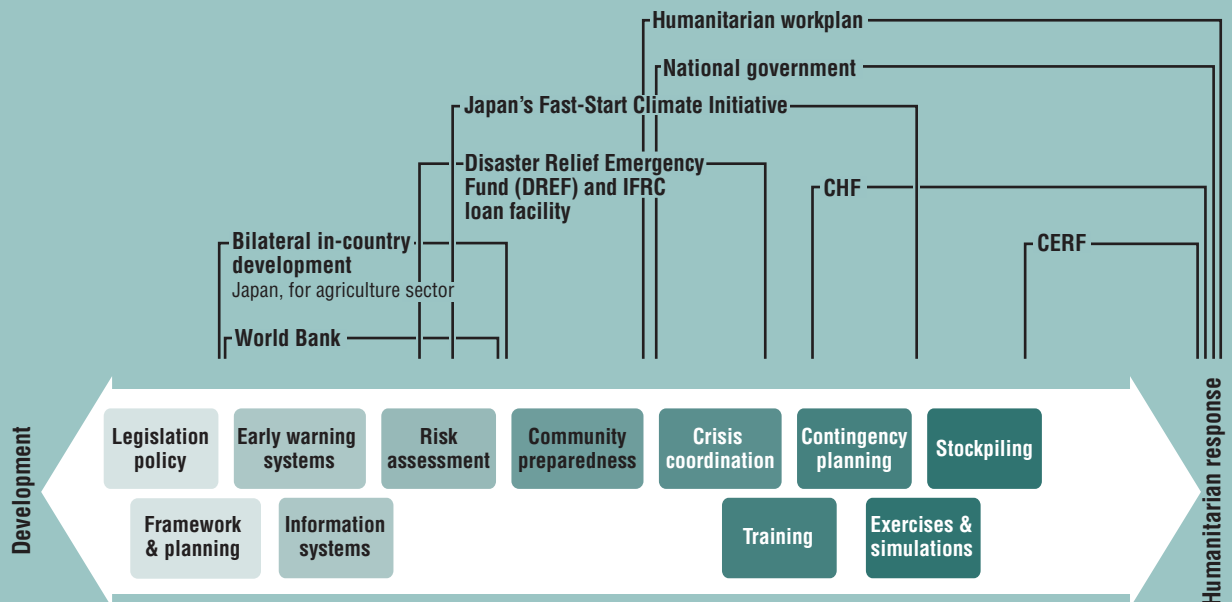 Humanitarian workplan
National government
Japan’s Fast-Start Climate Initiative
Disaster Relief Emergency
Fund (DREF) and IFRC
loan facility
CHF
Bilateral in-country
development
Japan, for agriculture sector
CERF
World Bank
Development
Humanitarian response
Legislation
policy
Early warning
systems
Risk
assessment
Community
preparedness
Crisis
coordination
Contingency
planning
Stockpiling
Framework
& planning
Information
systems
Training
Exercises &
simulations